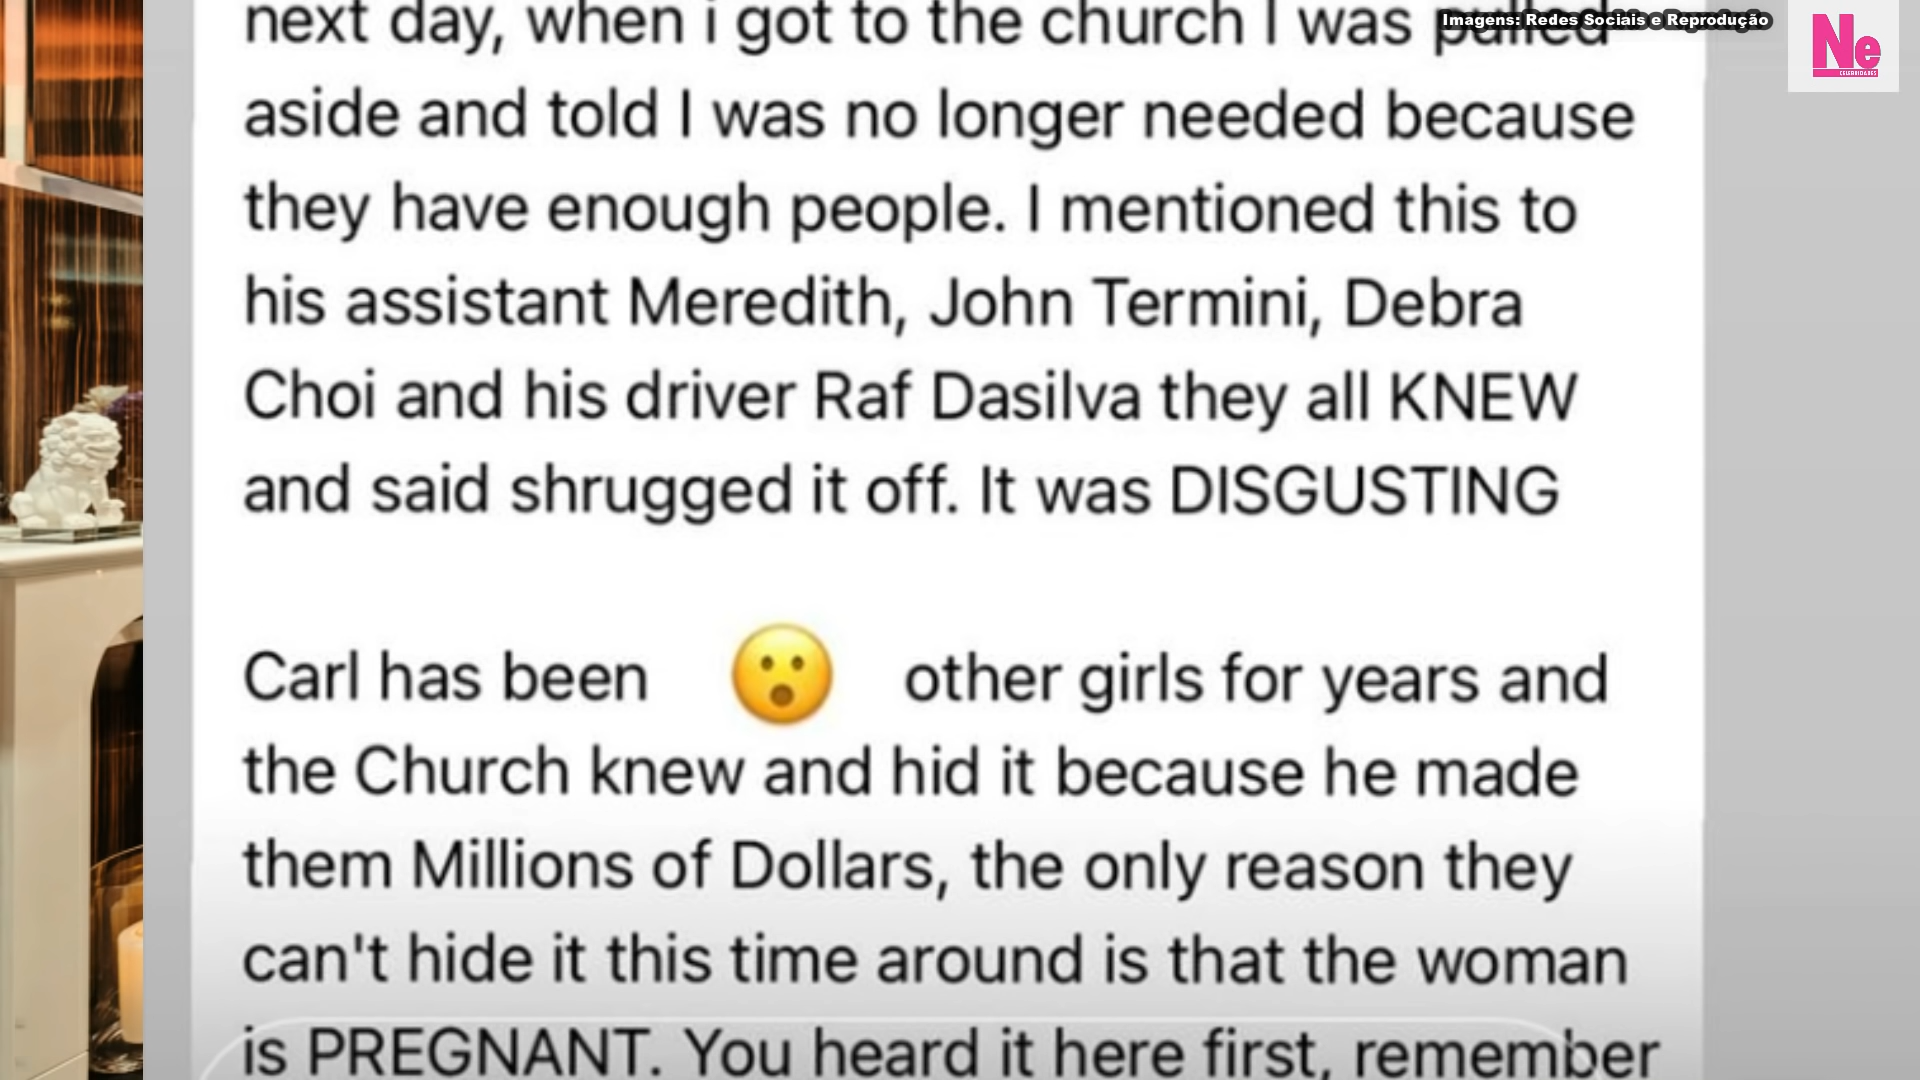 Imagens: Redes Sociais e Reprodução
Ne
CELEBRIDADES
next day, when i got to the church I was pulled
aside and told I was no longer needed because
they have enough people. I mentioned this to
his assistant Meredith, John Termini, Debra
Choi and his driver Raf Dasilva they all KNEW
and said shrugged it off. It was DISGUSTING
Carl has been 😮 other girls for years and
the Church knew and hid it because he made
them Millions of Dollars, the only reason they
can't hide it this time around is that the woman
is PREGNANT. You heard it here first, remember